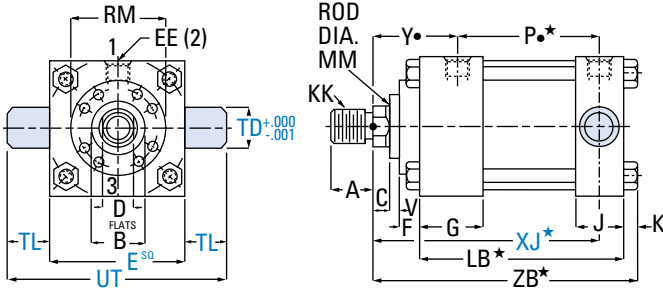 RM
EE (2)
1
TD +.000 -.001
3
D
FLATS
B
TL
E SQ
TL
UT
ROD
DIA.
MM
Y•
P•★
KK
A
C
V
F
G
J
K
XJ★
LB★
ZB★